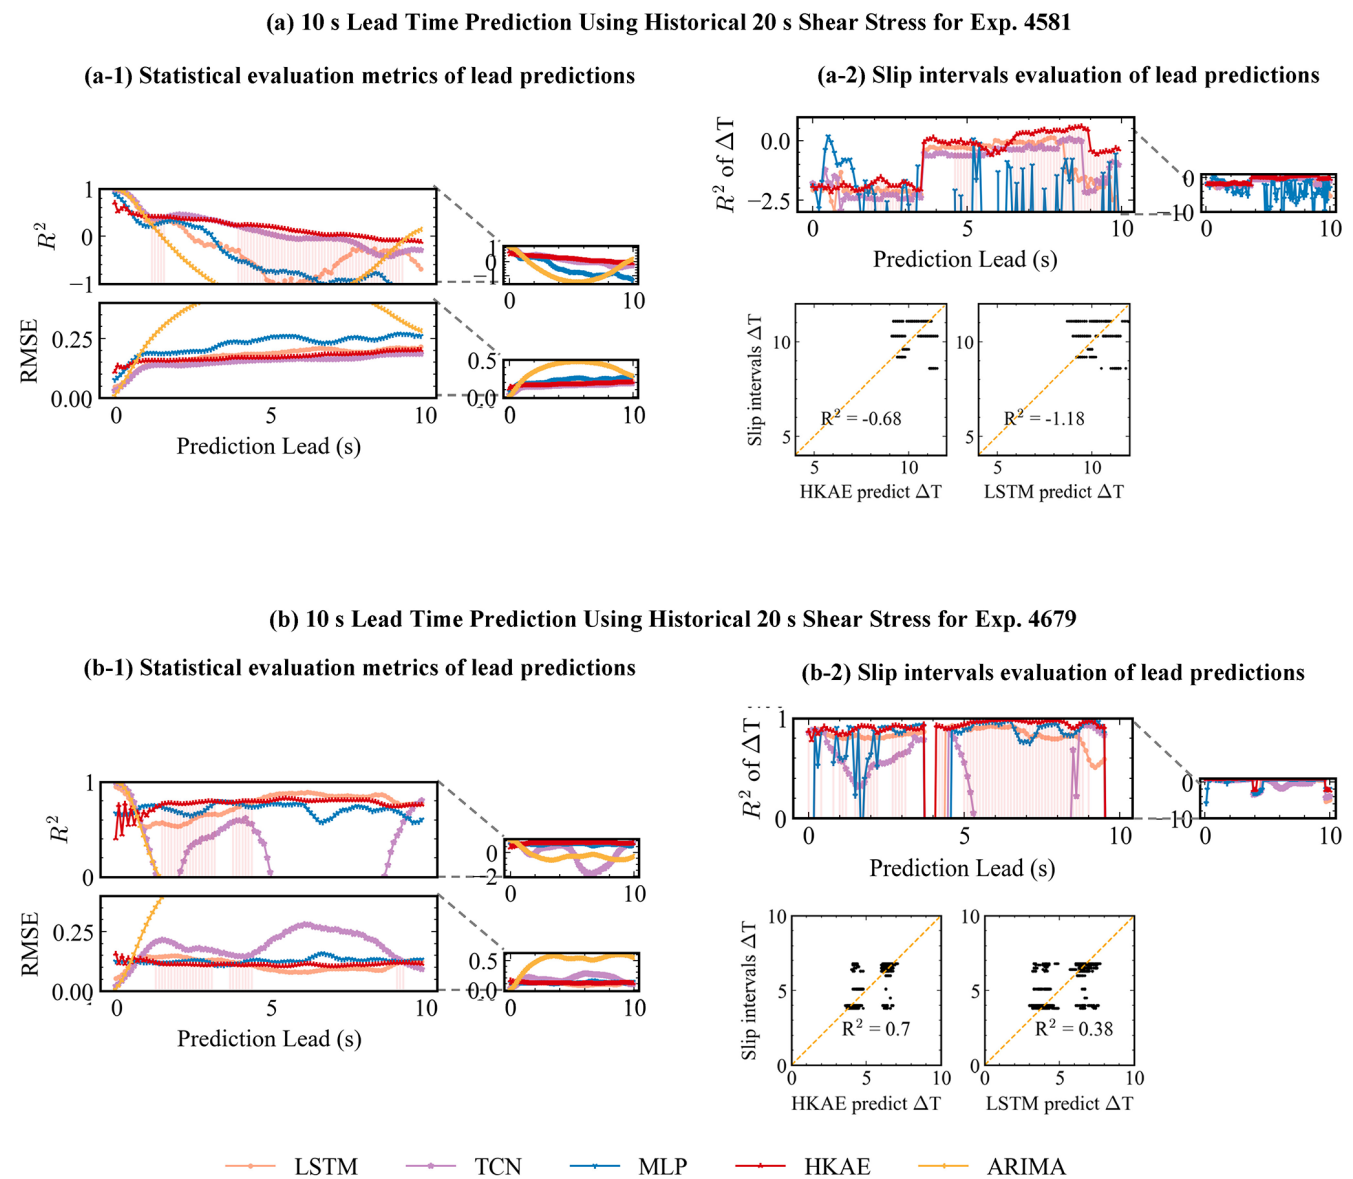 (a) 10 s Lead Time Prediction Using Historical 20 s Shear Stress for Exp. 4581
(a-1) Statistical evaluation metrics of lead predictions
(a-2) Slip intervals evaluation of lead predictions
R² of ΔT
0.0
−2.5
0
5
10
Prediction Lead (s)
0
−10
0
10
R²
1
0
−1
1
0
−1
0
10
RMSE
0.25
0.00
0
5
10
Prediction Lead (s)
0.5
0.0
0
10
Slip intervals ΔT
10
5
R² = -0.68
5
10
HKAE predict ΔT
10
5
R² = -1.18
5
10
LSTM predict ΔT
(b) 10 s Lead Time Prediction Using Historical 20 s Shear Stress for Exp. 4679
(b-1) Statistical evaluation metrics of lead predictions
(b-2) Slip intervals evaluation of lead predictions
R² of ΔT
1
0
0
5
10
Prediction Lead (s)
0
−10
0
10
R²
1
0
0
−2
0
10
RMSE
0.25
0.00
0
5
10
Prediction Lead (s)
0.5
0.0
0
10
Slip intervals ΔT
10
5
0
R² = 0.7
0
5
10
HKAE predict ΔT
10
5
0
R² = 0.38
0
5
10
LSTM predict ΔT
LSTM
TCN
MLP
HKAE
ARIMA